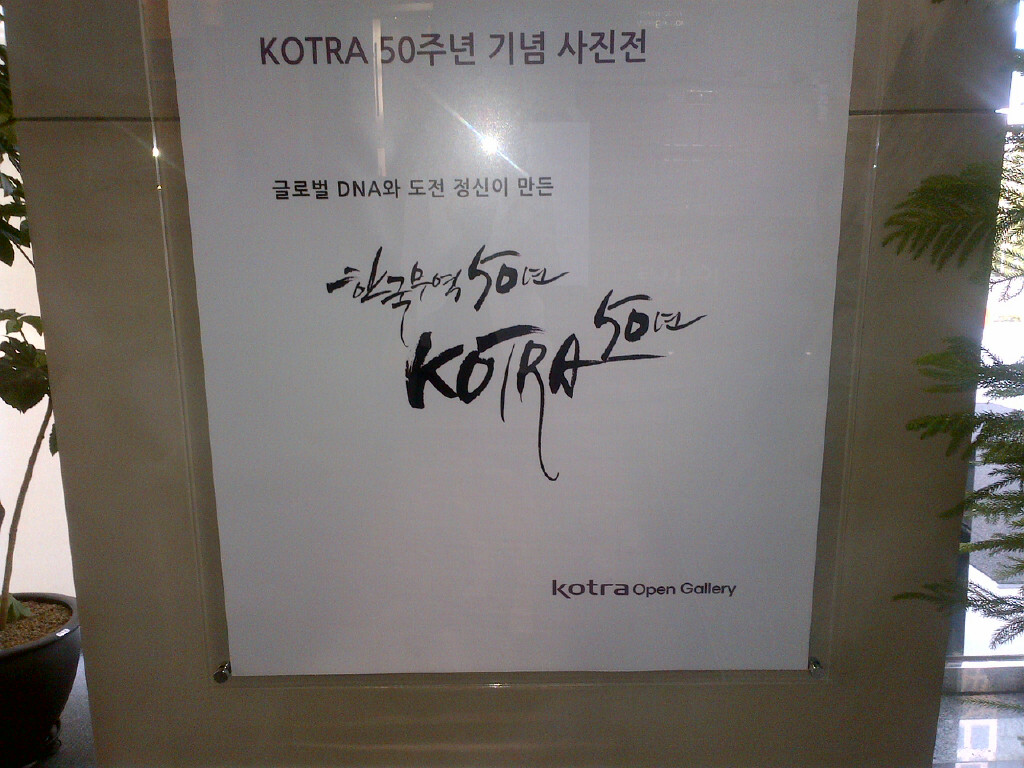 KOTRA 50주년 기념 사진전
글로벌 DNA와 도전 정신이 만든
한국무역 50년
KOTRA 50년
kotra Open Gallery